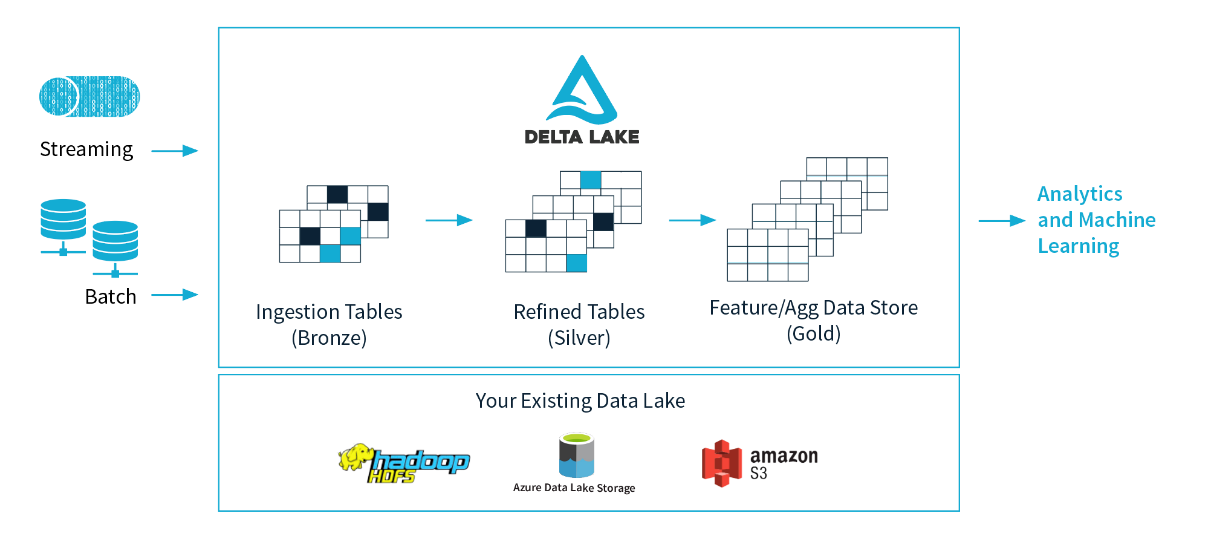 DELTA LAKE
Streaming
Batch
Ingestion Tables
(Bronze)
Refined Tables
(Silver)
Feature/Agg Data Store
(Gold)
Analytics
and Machine
Learning
Your Existing Data Lake
hadoop
HDFS
Azure Data Lake Storage
amazon
S3